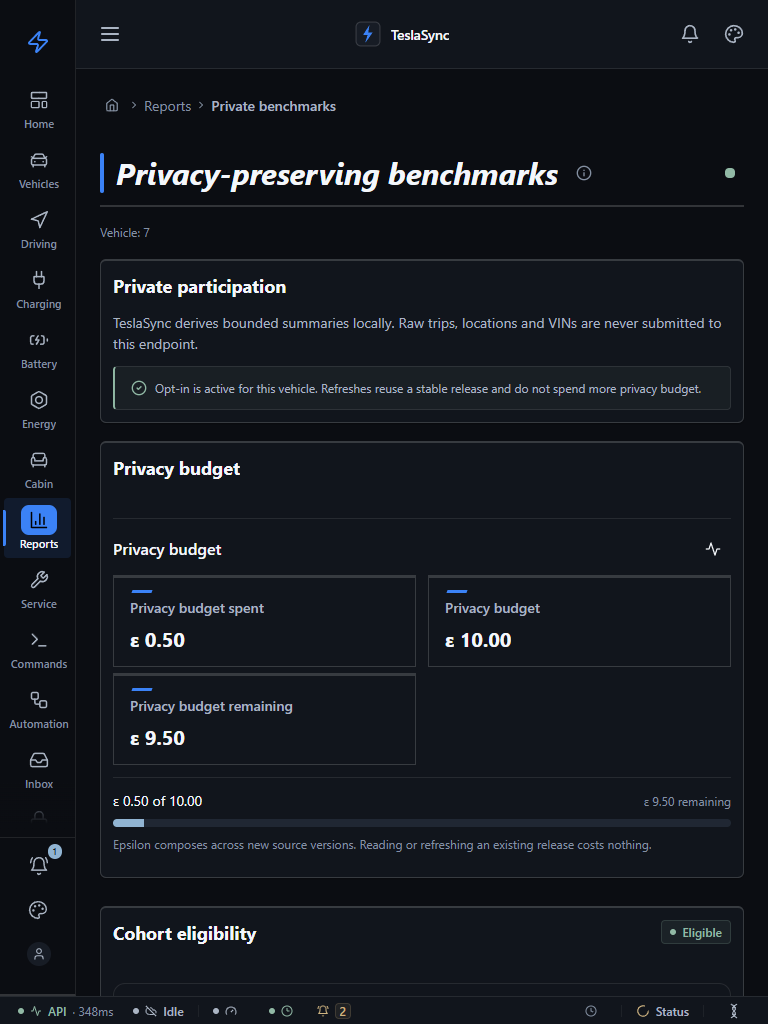 TeslaSync
Home
Vehicles
Driving
Charging
Battery
Energy
Cabin
Reports
Service
Commands
Automation
Inbox
1
Reports
Private benchmarks
Privacy-preserving benchmarks
Vehicle: 7
Private participation
TeslaSync derives bounded summaries locally. Raw trips, locations and VINs are never submitted to
this endpoint.
Opt-in is active for this vehicle. Refreshes reuse a stable release and do not spend more privacy budget.
Privacy budget
Privacy budget
Privacy budget spent
ε 0.50
Privacy budget
ε 10.00
Privacy budget remaining
ε 9.50
ε 0.50 of 10.00
ε 9.50 remaining
Epsilon composes across new source versions. Reading or refreshing an existing release costs nothing.
Cohort eligibility
Eligible
API · 348ms
Idle
2
Status